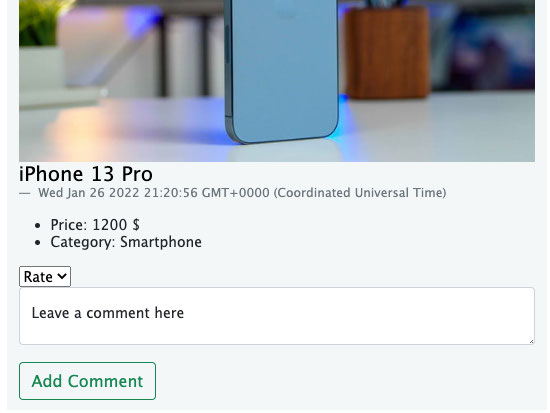 iPhone 13 Pro
— Wed Jan 26 2022 21:20:56 GMT+0000 (Coordinated Universal Time)
• Price: 1200 $
• Category: Smartphone
Rate
Leave a comment here
Add Comment